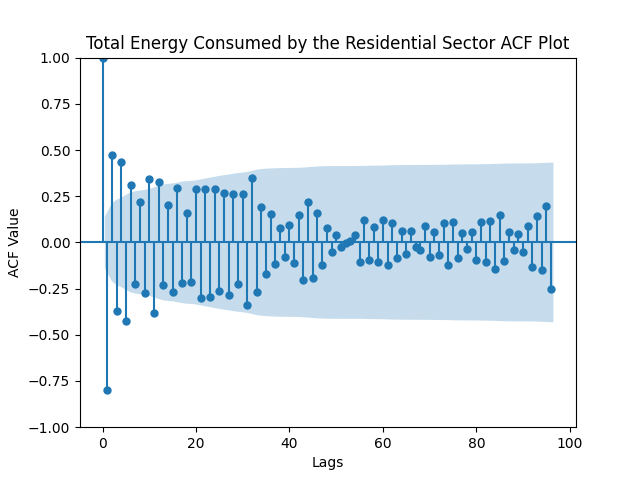 Total Energy Consumed by the Residential Sector ACF Plot
1.00
0.75
0.50
0.25
0.00
−0.25
−0.50
−0.75
−1.00
ACF Value
0 20 40 60 80 100
Lags